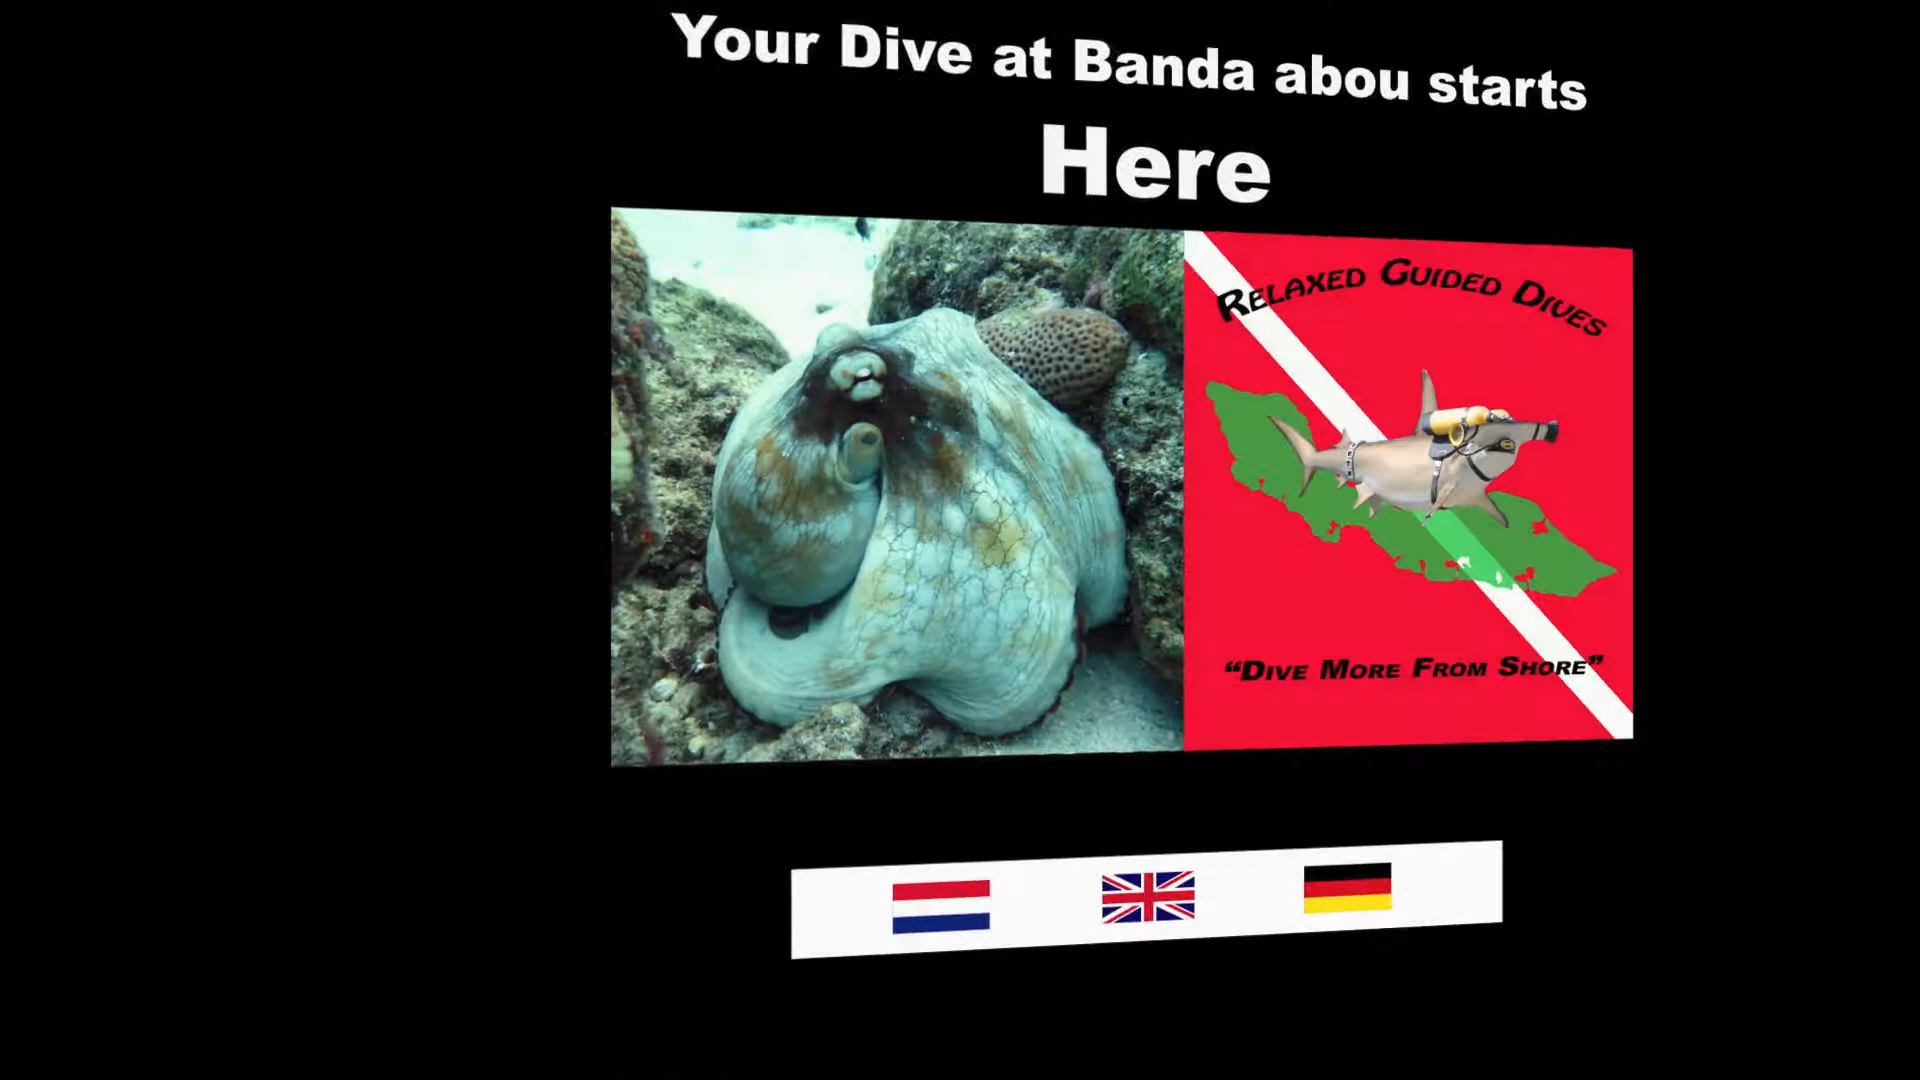 Your Dive at Banda abou starts
Here
Relaxed Guided Dives
“Dive More From Shore”